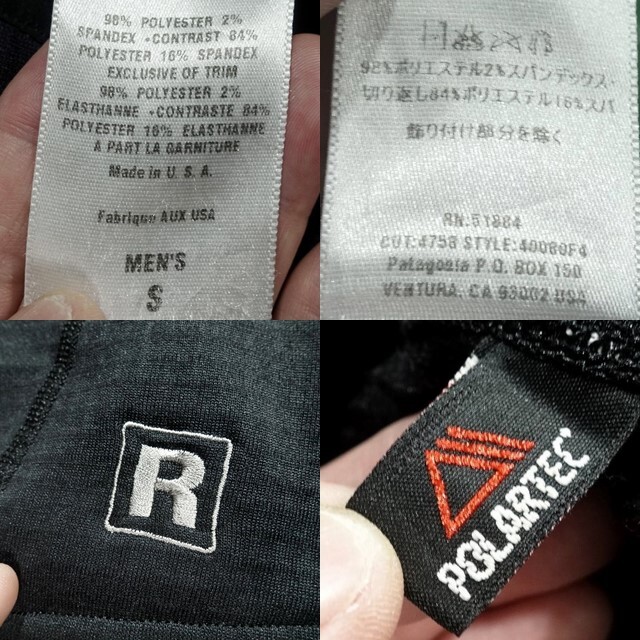 98% POLYESTER 2%
SPANDEX • CONTRAST 84%
POLYESTER 16% SPANDEX
EXCLUSIVE OF TRIM
98% POLYESTER 2%
ELASTHANNE • CONTRASTE 84%
POLYESTER 16% ELASTHANNE
A PART LA GARNITURE
Made in U. S. A.
Fabrique AUX USA
MEN'S
S
98%ポリエステル2%スパンデックス・
切り返し84%ポリエステル16%スパ
飾り付け部分を除く
RN:51884
CUT:4758 STYLE:40080F4
Patagonia P.O. BOX 150
VENTURA. CA 93002 USA
R
POLARTEC